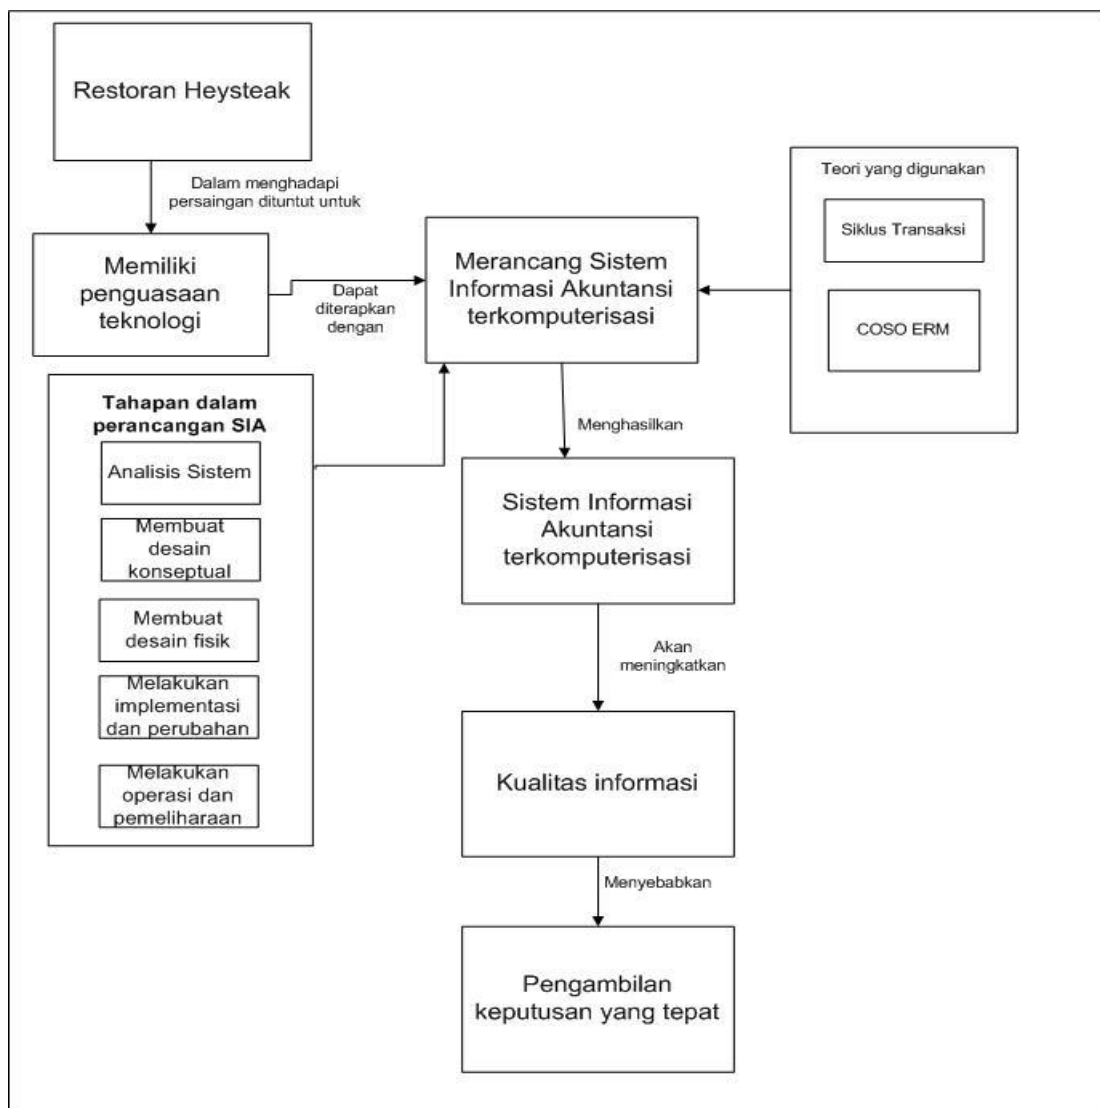 Restoran Heysteak
Dalam menghadapi
persaingan dituntut untuk
Memiliki
penguasaan
teknologi
Dapat
diterapkan
dengan
Merancang Sistem
Informasi Akuntansi
terkomputerisasi
Teori yang digunakan
Siklus Transaksi
COSO ERM
Tahapan dalam
perancangan SIA
Analisis Sistem
Membuat
desain
konseptual
Membuat
desain fisik
Melakukan
implementasi
dan perubahan
Melakukan
operasi dan
pemeliharaan
Menghasilkan
Sistem Informasi
Akuntansi
terkomputerisasi
Akan
meningkatkan
Kualitas informasi
Menyebabkan
Pengambilan
keputusan yang tepat